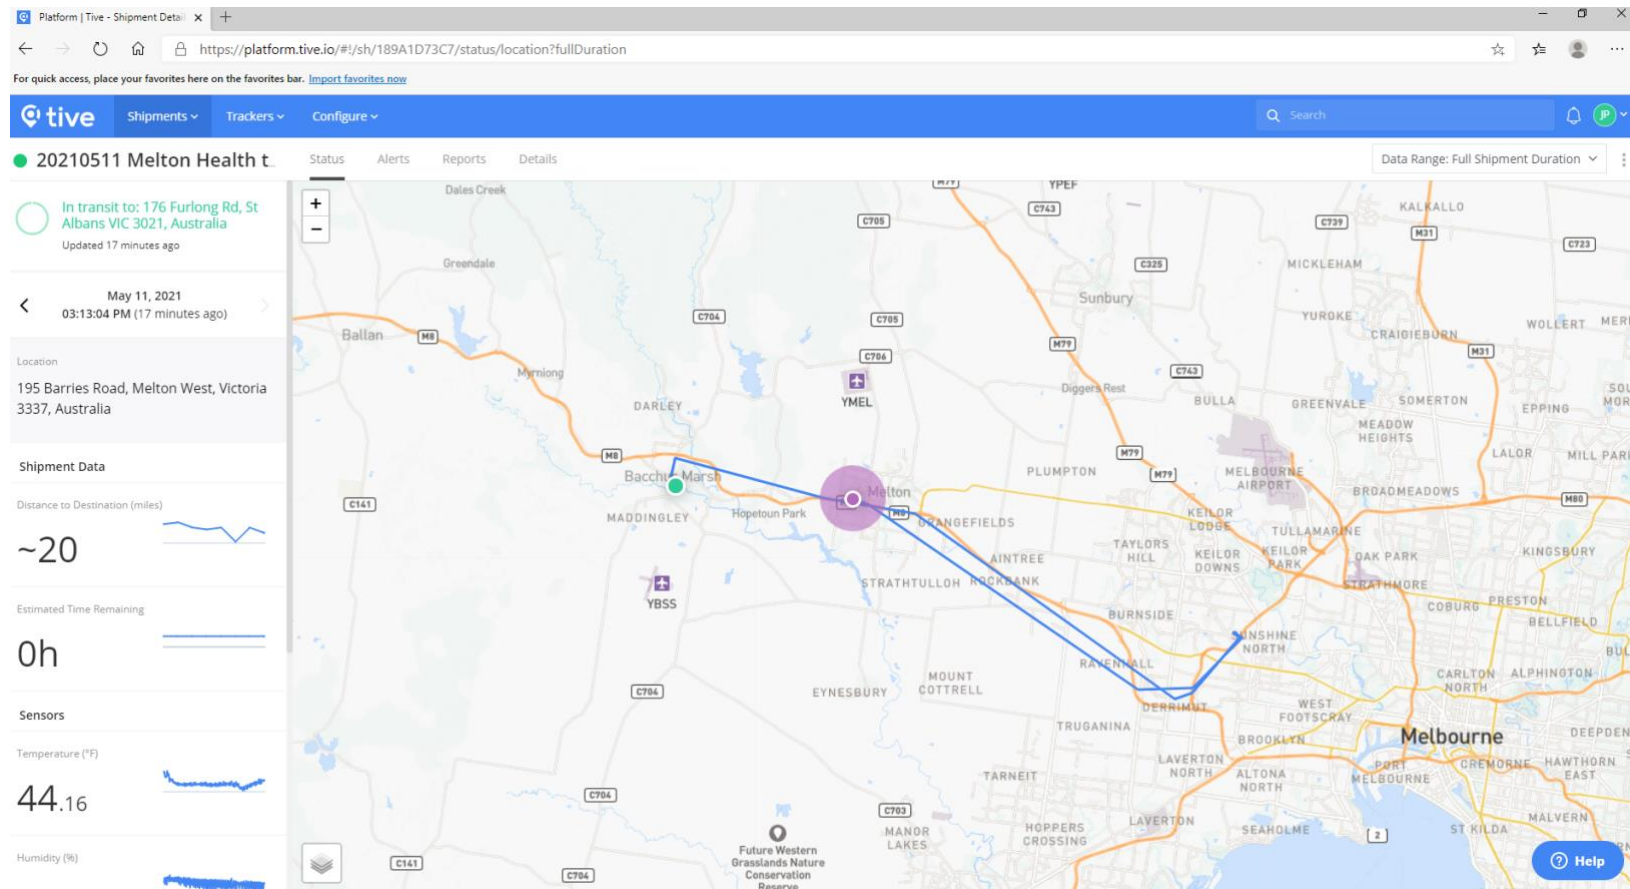 Platform | Tive - Shipment Detail
https://platform.tive.io/#!/sh/189A1D73C7/status/location?fullDuration
For quick access, place your favorites here on the favorites bar. Import favorites now
tive
Shipments
Trackers
Configure
Search
JP
20210511 Melton Health t...
Status
Alerts
Reports
Details
Data Range: Full Shipment Duration
In transit to: 176 Furlong Rd, St
Albans VIC 3021, Australia
Updated 17 minutes ago
May 11, 2021
03:13:04 PM (17 minutes ago)
Location
195 Barries Road, Melton West, Victoria
3337, Australia
Shipment Data
Distance to Destination (miles)
~20
Estimated Time Remaining
0h
Sensors
Temperature (°F)
44.16
Humidity (%)
+
−
Dales Creek
M79
YPEF
C705
C743
KALKALLO
C739
M31
C723
Greendale
C325
MICKLEHAM
Sunbury
C704
C705
YUROKE
WOLLERT
Ballan
M8
M79
CRAIGIEBURN
M31
C706
Myrniong
C743
YMEL
Diggers Rest
BULLA
GREENVALE
SOMERTON
EPPING
DARLEY
MEADOW
HEIGHTS
M8
M79
LALOR
MILL PARK
Bacchus Marsh
PLUMPTON
M79
MELBOURNE
AIRPORT
BROADMEADOWS
M80
C141
Melton
MADDINGLEY
Hopetoun Park
M8
GRANGEFIELDS
KEILOR
LODGE
TULLAMARINE
TAYLORS
HILL
KEILOR
DOWNS
KEILOR
PARK
OAK PARK
KINGSBURY
AINTREE
STRATHTULLOH
ROCKBANK
STRATHMORE
YBSS
COBURG
PRESTON
BURNSIDE
BELLFIELD
SUNSHINE
NORTH
RAVENHALL
MOUNT
COTTRELL
CARLTON
NORTH
ALPHINGTON
C704
EYNESBURY
DERRIMUT
WEST
FOOTSCRAY
TRUGANINA
BROOKLYN
Melbourne
DEEPDEN
LAVERTON
NORTH
ALTONA
NORTH
PORT
MELBOURNE
CREMORNE
HAWTHORN
EAST
TARNEIT
C704
C703
MANOR
LAKES
HOPPERS
CROSSING
LAVERTON
SEAHOLME
2
ST KILDA
MALVERN
Future Western
Grasslands Nature
Conservation
Reserve
C141
C704
Help